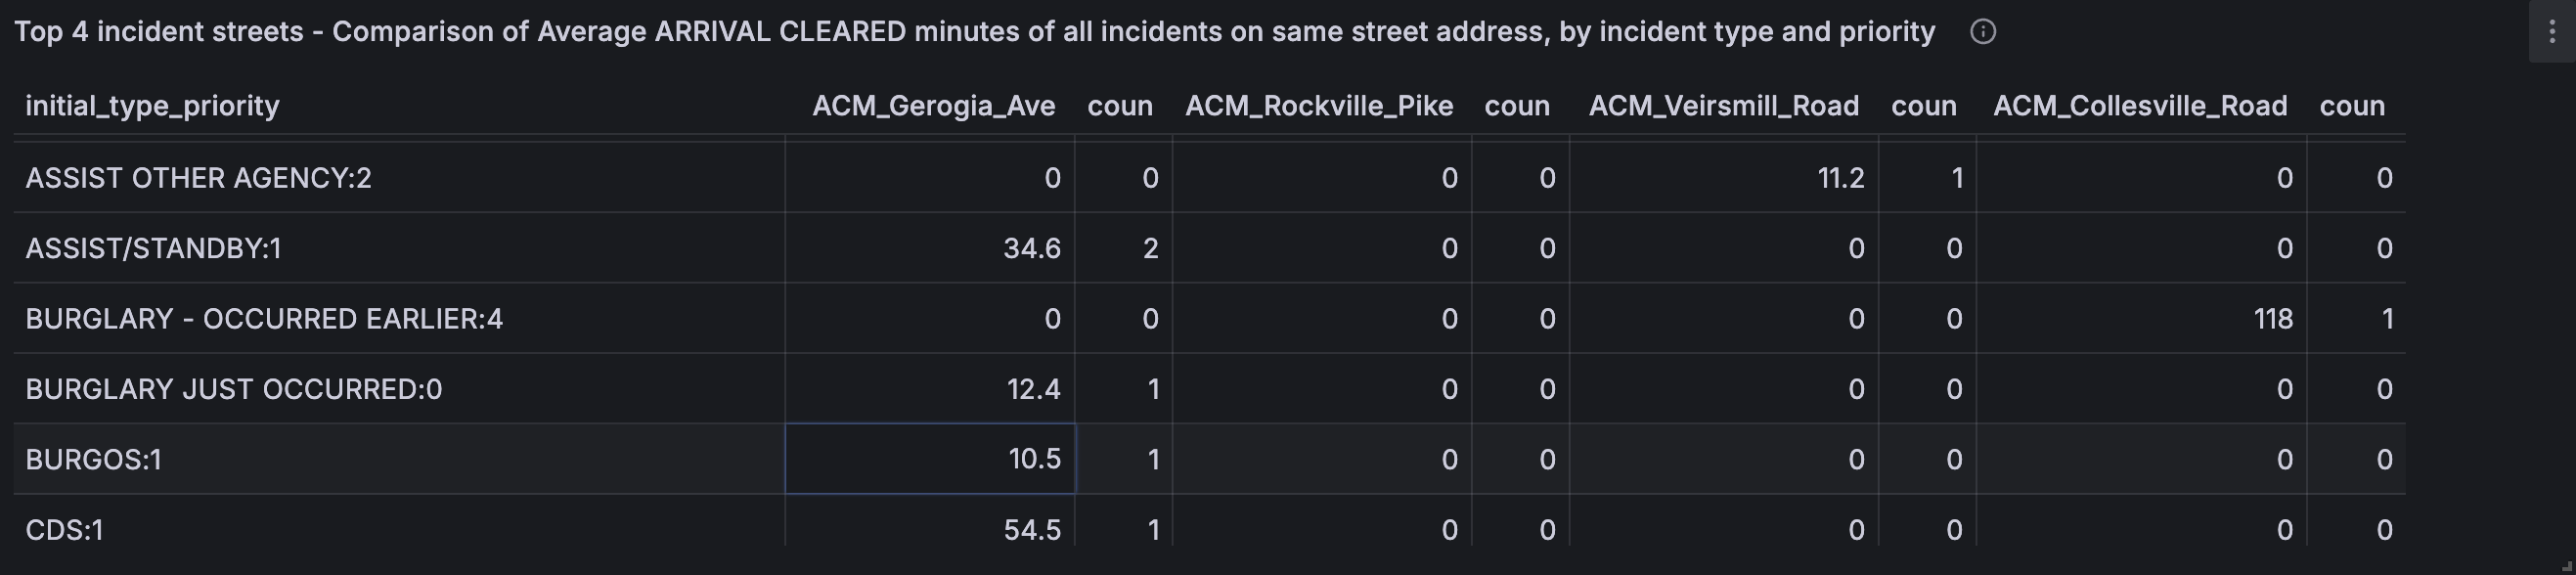 Top 4 incident streets - Comparison of Average ARRIVAL CLEARED minutes of all incidents on same street address, by incident type and priority
initial_type_priority ACM_Gerogia_Ave coun ACM_Rockville_Pike coun ACM_Veirsmill_Road coun ACM_Collesville_Road coun
ASSIST OTHER AGENCY:2 0 0 0 0 11.2 1 0 0
ASSIST/STANDBY:1 34.6 2 0 0 0 0 0 0
BURGLARY - OCCURRED EARLIER:4 0 0 0 0 0 0 118 1
BURGLARY JUST OCCURRED:0 12.4 1 0 0 0 0 0 0
BURGOS:1 10.5 1 0 0 0 0 0 0
CDS:1 54.5 1 0 0 0 0 0 0